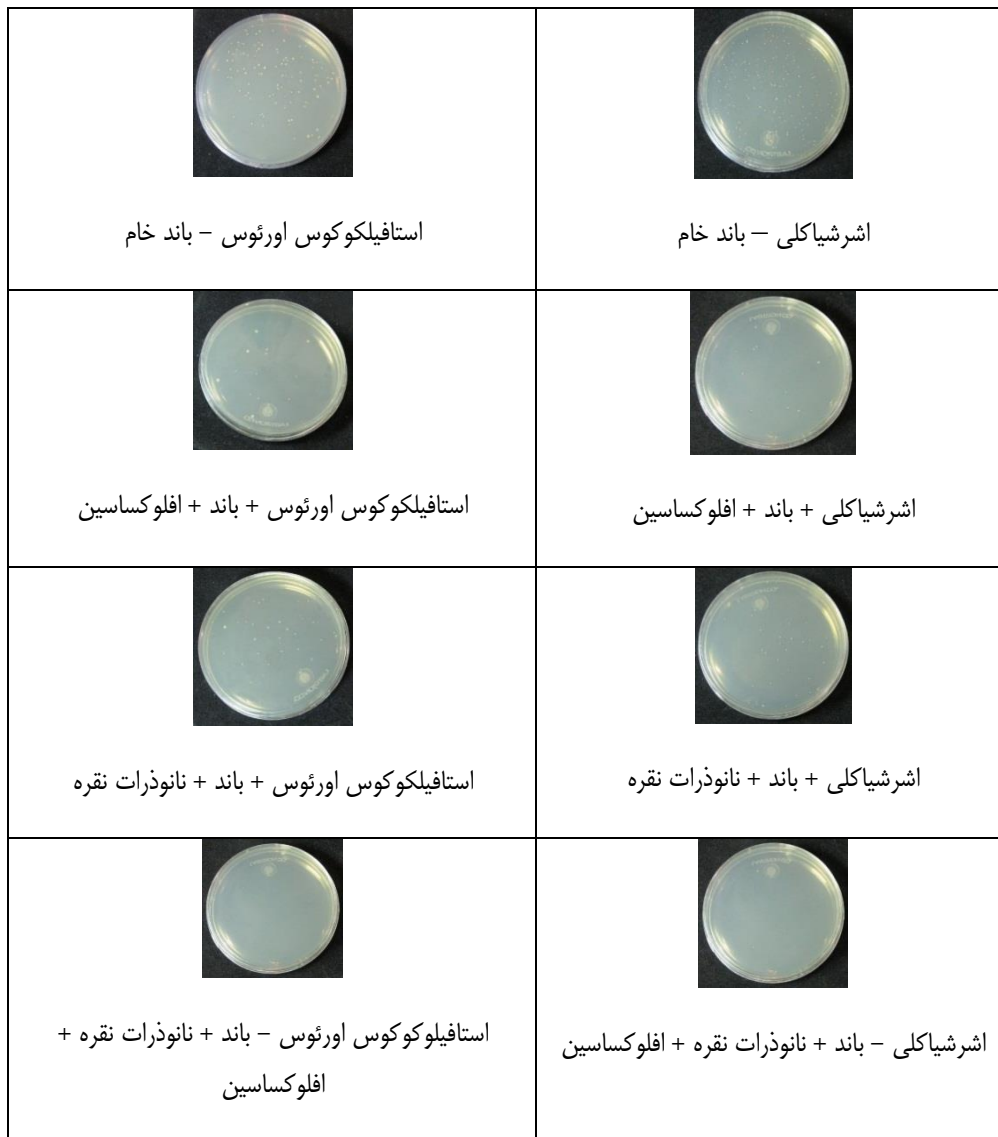 اشرشیاکلی – باند خام
استافیلکوکوس اورئوس – باند خام
اشرشیاکلی + باند + افلوکساسین
استافیلکوکوس اورئوس + باند + افلوکساسین
اشرشیاکلی + باند + نانوذرات نقره
استافیلکوکوس اورئوس + باند + نانوذرات نقره
اشرشیاکلی – باند + نانوذرات نقره + افلوکساسین
استافیلوکوکوس اورئوس – باند + نانوذرات نقره +
افلوکساسین